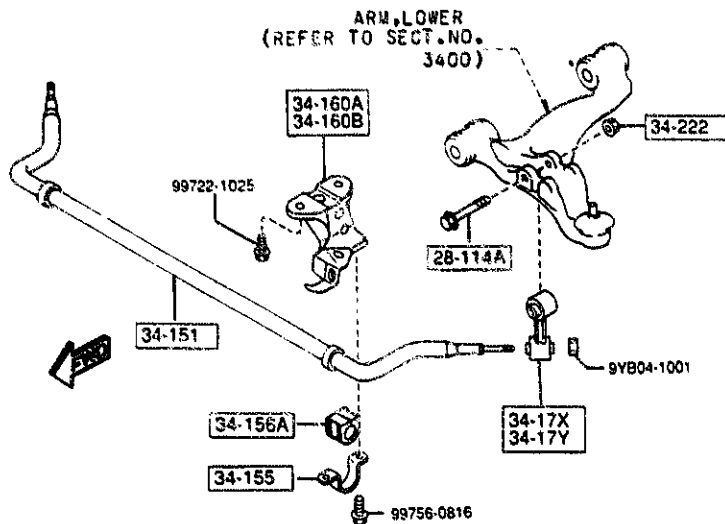 ARM,LOWER
(REFER TO SECT.NO.
3400)
34-160A
34-160B
34-222
99722-1025
28-114A
34-151
FWD
9YB04-1001
34-156A
34-17X
34-17Y
34-155
99756-0816